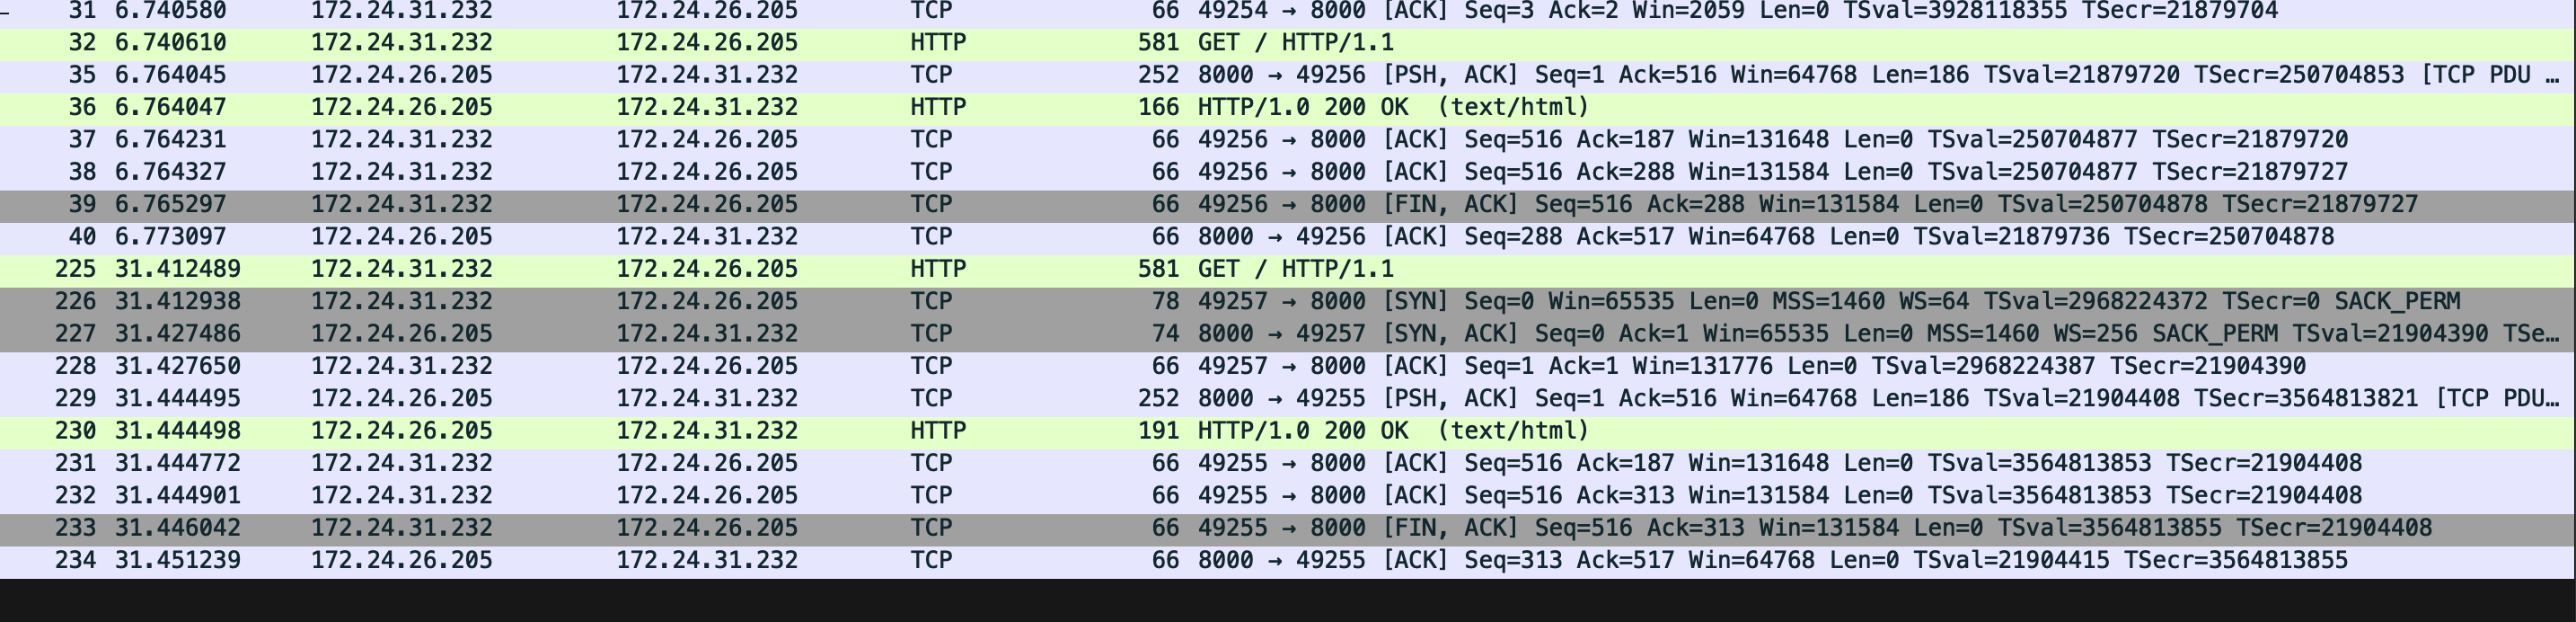 31 6.740580 172.24.31.232 172.24.26.205 TCP 66 49254 → 8000 [ACK] Seq=3 Ack=2 Win=2059 Len=0 TSval=3928118355 TSecr=21879704
32 6.740610 172.24.31.232 172.24.26.205 HTTP 581 GET / HTTP/1.1
35 6.764045 172.24.26.205 172.24.31.232 TCP 252 8000 → 49256 [PSH, ACK] Seq=1 Ack=516 Win=64768 Len=186 TSval=21879720 TSecr=250704853 [TCP PDU …
36 6.764047 172.24.26.205 172.24.31.232 HTTP 166 HTTP/1.0 200 OK (text/html)
37 6.764231 172.24.31.232 172.24.26.205 TCP 66 49256 → 8000 [ACK] Seq=516 Ack=187 Win=131648 Len=0 TSval=250704877 TSecr=21879720
38 6.764327 172.24.31.232 172.24.26.205 TCP 66 49256 → 8000 [ACK] Seq=516 Ack=288 Win=131584 Len=0 TSval=250704877 TSecr=21879727
39 6.765297 172.24.31.232 172.24.26.205 TCP 66 49256 → 8000 [FIN, ACK] Seq=516 Ack=288 Win=131584 Len=0 TSval=250704878 TSecr=21879727
40 6.773097 172.24.26.205 172.24.31.232 TCP 66 8000 → 49256 [ACK] Seq=288 Ack=517 Win=64768 Len=0 TSval=21879736 TSecr=250704878
225 31.412489 172.24.31.232 172.24.26.205 HTTP 581 GET / HTTP/1.1
226 31.412938 172.24.31.232 172.24.26.205 TCP 78 49257 → 8000 [SYN] Seq=0 Win=65535 Len=0 MSS=1460 WS=64 TSval=2968224372 TSecr=0 SACK_PERM
227 31.427486 172.24.26.205 172.24.31.232 TCP 74 8000 → 49257 [SYN, ACK] Seq=0 Ack=1 Win=65535 Len=0 MSS=1460 WS=256 SACK_PERM TSval=21904390 TSe…
228 31.427650 172.24.31.232 172.24.26.205 TCP 66 49257 → 8000 [ACK] Seq=1 Ack=1 Win=131776 Len=0 TSval=2968224387 TSecr=21904390
229 31.444495 172.24.26.205 172.24.31.232 TCP 252 8000 → 49255 [PSH, ACK] Seq=1 Ack=516 Win=64768 Len=186 TSval=21904408 TSecr=3564813821 [TCP PDU…
230 31.444498 172.24.26.205 172.24.31.232 HTTP 191 HTTP/1.0 200 OK (text/html)
231 31.444772 172.24.31.232 172.24.26.205 TCP 66 49255 → 8000 [ACK] Seq=516 Ack=187 Win=131648 Len=0 TSval=3564813853 TSecr=21904408
232 31.444901 172.24.31.232 172.24.26.205 TCP 66 49255 → 8000 [ACK] Seq=516 Ack=313 Win=131584 Len=0 TSval=3564813853 TSecr=21904408
233 31.446042 172.24.31.232 172.24.26.205 TCP 66 49255 → 8000 [FIN, ACK] Seq=516 Ack=313 Win=131584 Len=0 TSval=3564813855 TSecr=21904408
234 31.451239 172.24.26.205 172.24.31.232 TCP 66 8000 → 49255 [ACK] Seq=313 Ack=517 Win=64768 Len=0 TSval=21904415 TSecr=3564813855